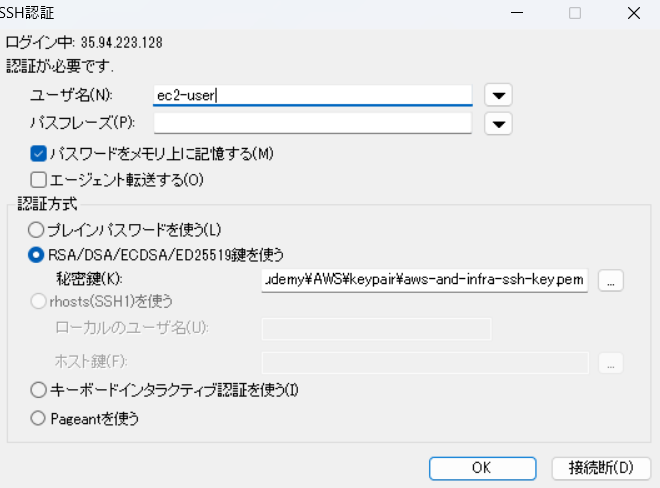 SSH認証
ログイン中: 35.94.223.128
認証が必要です.
ユーザ名(N): ec2-user
パスフレーズ(P):
パスワードをメモリ上に記憶する(M)
エージェント転送する(O)
認証方式
プレインパスワードを使う(L)
RSA/DSA/ECDSA/ED25519鍵を使う
秘密鍵(K): udemy¥AWS¥keypair¥aws-and-infra-ssh-key.pem ...
rhosts(SSH1)を使う
ローカルのユーザ名(U):
ホスト鍵(F): ...
キーボードインタラクティブ認証を使う(I)
Pageantを使う
OK 接続断(D)